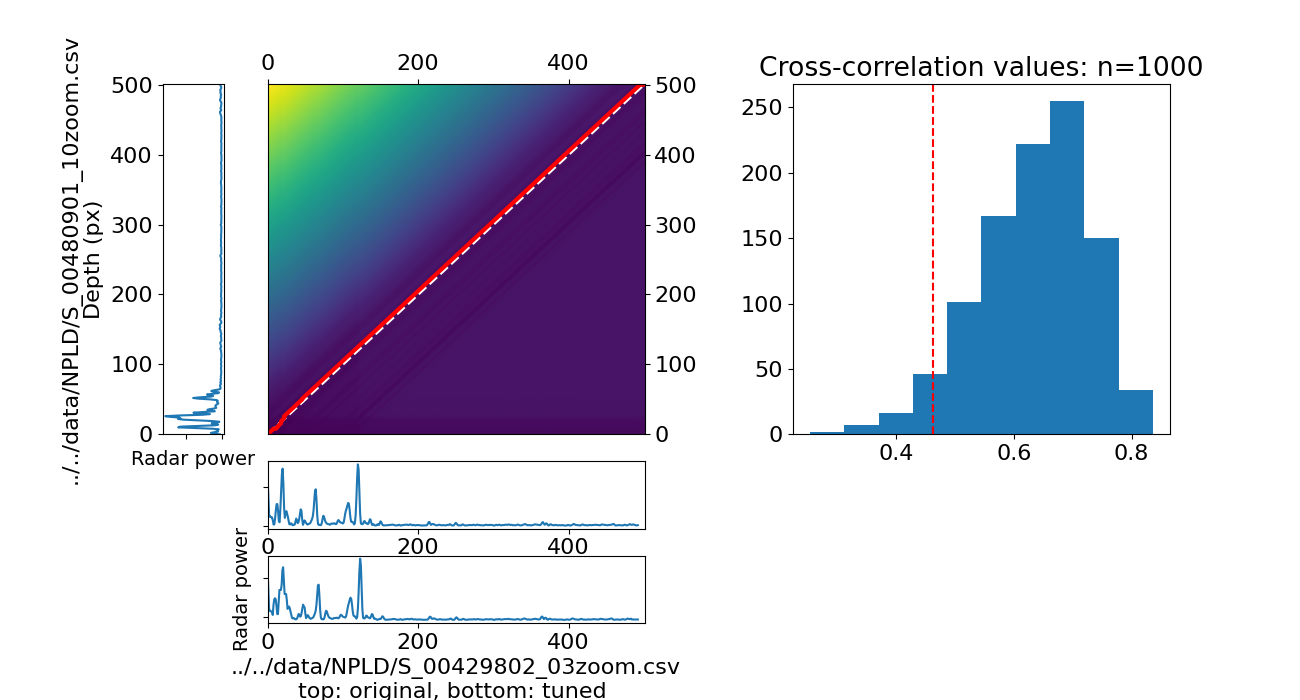 0 200 400
Cross-correlation values: n=1000
../../data/NPLD/S_00480901_10zoom.csv
Depth (px)
500
400
300
200
100
0
Radar power
500
400
300
200
100
0
250
200
150
100
50
0
0.4 0.6 0.8
0 200 400
Radar power
0 200 400
../../data/NPLD/S_00429802_03zoom.csv
top: original, bottom: tuned